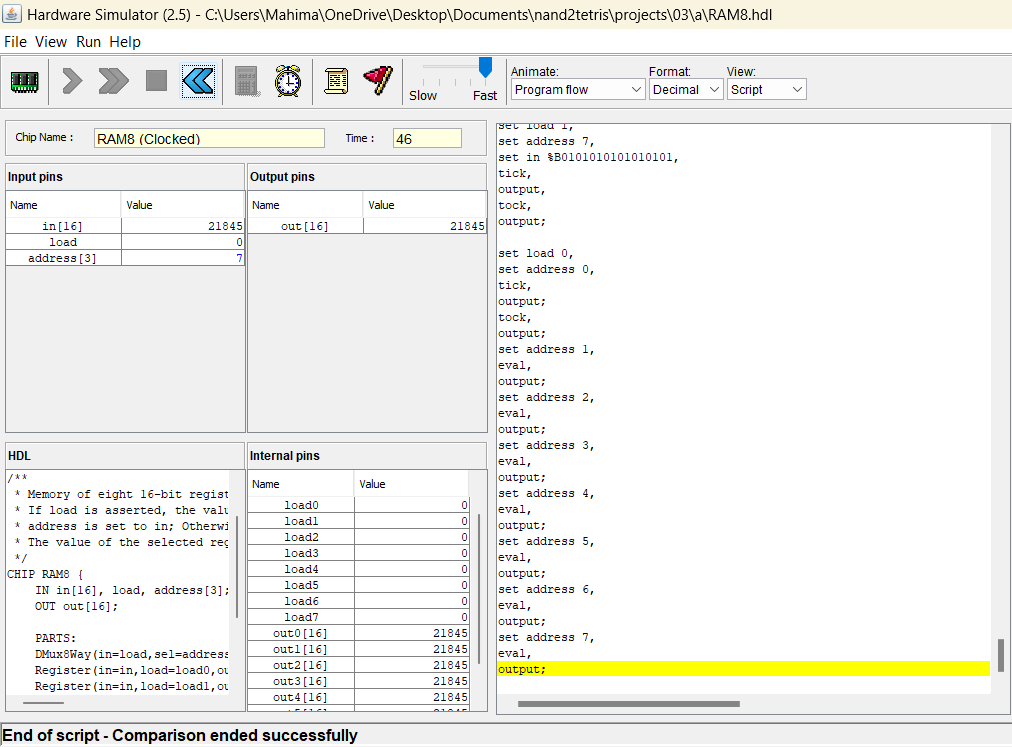 Hardware Simulator (2.5) - C:\Users\Mahima\OneDrive\Desktop\Documents\nand2tetris\projects\03\a\RAM8.hdl
File View Run Help
Slow Fast
Animate: Format: View:
Program flow Decimal Script
Chip Name : RAM8 (Clocked) Time : 46
Input pins
Name Value
in[16] 21845
load 0
address[3] 7
Output pins
Name Value
out[16] 21845
HDL
/**
* Memory of eight 16-bit regist
* If load is asserted, the valu
* address is set to in; Otherwi
* The value of the selected reg
*/
CHIP RAM8 {
IN in[16], load, address[3];
OUT out[16];
PARTS:
DMux8Way(in=load,sel=address
Register(in=in,load=load0,ou
Register(in=in,load=load1,ou
Internal pins
Name Value
load0 0
load1 0
load2 0
load3 0
load4 0
load5 0
load6 0
load7 0
out0[16] 21845
out1[16] 21845
out2[16] 21845
out3[16] 21845
out4[16] 21845
set load 1,
set address 7,
set in %B0101010101010101,
tick,
output,
tock,
output;
set load 0,
set address 0,
tick,
output;
tock,
output;
set address 1,
eval,
output;
set address 2,
eval,
output;
set address 3,
eval,
output;
set address 4,
eval,
output;
set address 5,
eval,
output;
set address 6,
eval,
output;
set address 7,
eval,
output;
End of script - Comparison ended successfully